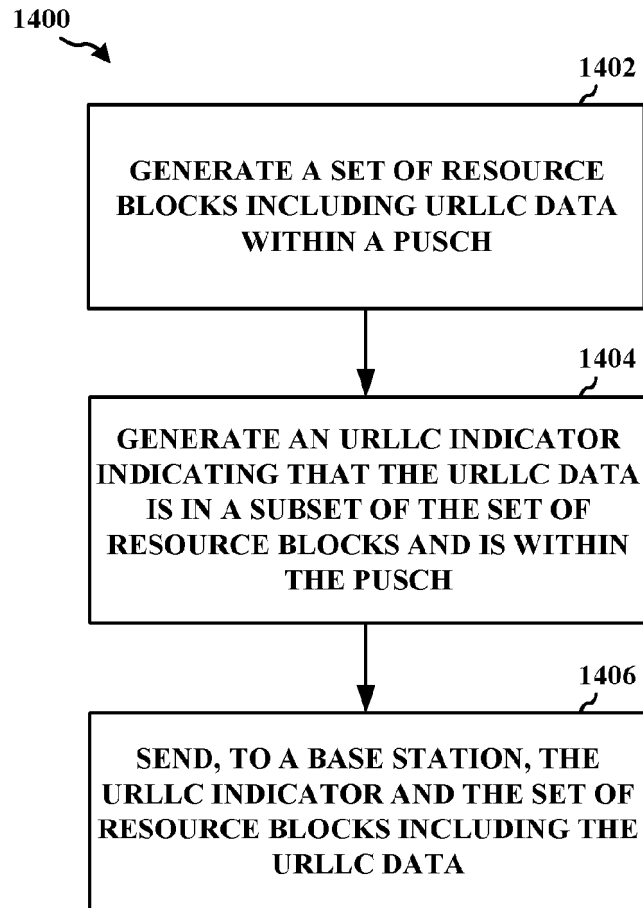 1400
1402
GENERATE A SET OF RESOURCE
BLOCKS INCLUDING URLLC DATA
WITHIN A PUSCH
1404
GENERATE AN URLLC INDICATOR
INDICATING THAT THE URLLC DATA
IS IN A SUBSET OF THE SET OF
RESOURCE BLOCKS AND IS WITHIN
THE PUSCH
1406
SEND, TO A BASE STATION, THE
URLLC INDICATOR AND THE SET OF
RESOURCE BLOCKS INCLUDING THE
URLLC DATA